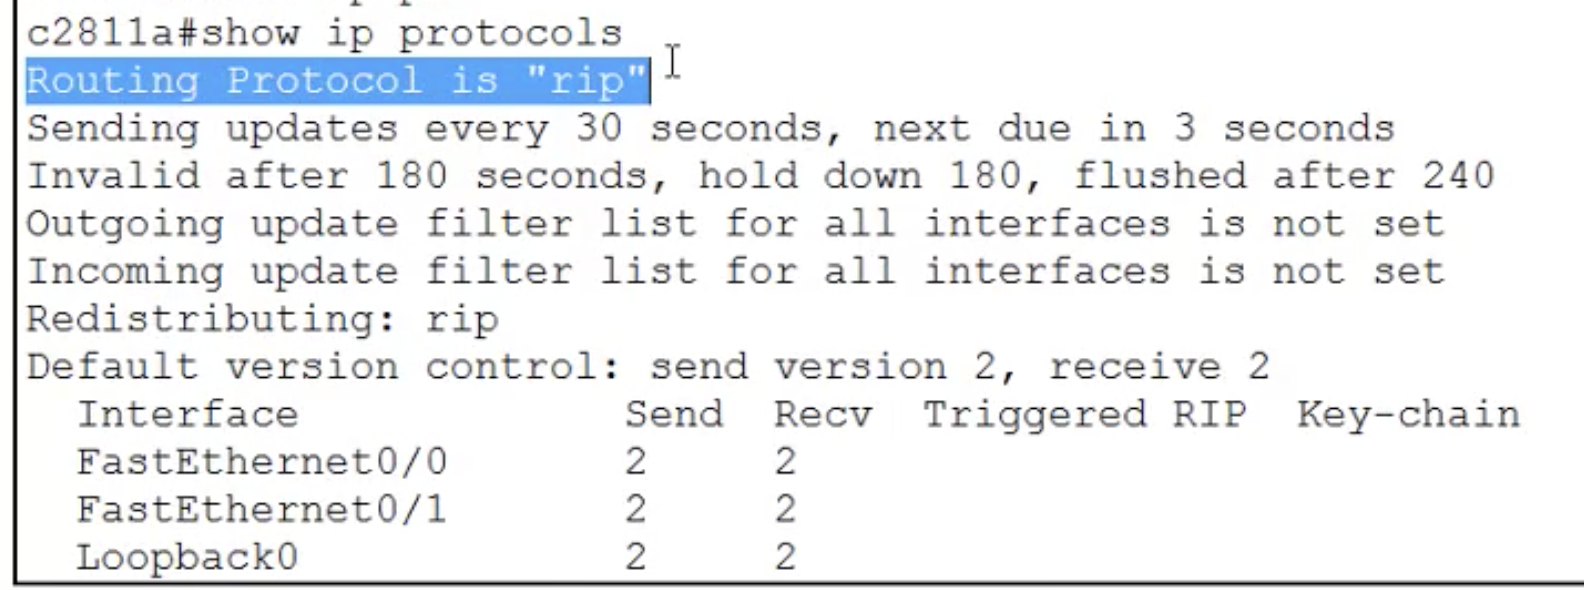 c2811a#show ip protocols
Routing Protocol is "rip"
Sending updates every 30 seconds, next due in 3 seconds
Invalid after 180 seconds, hold down 180, flushed after 240
Outgoing update filter list for all interfaces is not set
Incoming update filter list for all interfaces is not set
Redistributing: rip
Default version control: send version 2, receive 2
Interface Send Recv Triggered RIP Key-chain
FastEthernet0/0 2 2
FastEthernet0/1 2 2
Loopback0 2 2